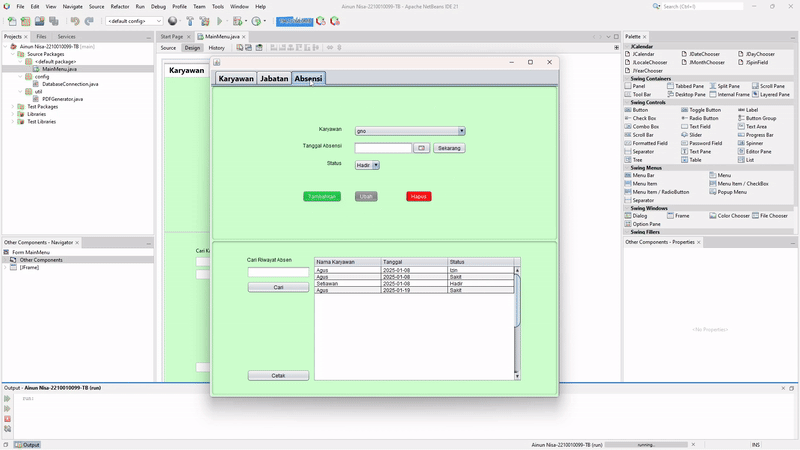 File Edit View Navigate Source Refactor Run Debug Profile Team Tools Window Help
Ainun Nisa-2210010099-TB - Apache NetBeans IDE 21
Search (Ctrl+I)
<default config>
Projects Files Services
Start Page MainMenu.java
Source Design History
Ainun Nisa-2210010099-TB [main]
Source Packages
<default package>
MainMenu.java
config
DatabaseConnection.java
util
PDFGenerator.java
Test Packages
Libraries
Test Libraries
Karyawan
Karyawan Jabatan Absensi
Karyawan
gno
Tanggal Absensi
Sekarang
Status
Hadir
Tambahkan
Ubah
Hapus
Cari Riwayat Absen
Cari
Cetak
Nama Karyawan Tanggal Status
Agus 2025-01-08 Izin
Agus 2025-01-08 Sakit
Setiawan 2025-01-08 Hadir
Agus 2025-01-19 Sakit
Palette
JCalendar
JCalendar JDateChooser JDayChooser
JLocaleChooser JMonthChooser JSpinField
JYearChooser
Swing Containers
Panel Tabbed Pane Split Pane Scroll Pane
Tool Bar Desktop Pane Internal Frame Layered Pane
Swing Controls
Button Toggle Button Label
Check Box Radio Button Button Group
Combo Box Text Field Text Area
Scroll Bar Slider Progress Bar
Formatted Field Password Field Spinner
Separator Text Pane Editor Pane
Tree Table List
Swing Menus
Menu Bar Menu
Menu Item Menu Item / CheckBox
Menu Item / RadioButton Popup Menu
Separator
Swing Windows
Dialog Frame Color Chooser File Chooser
Option Pane
Swing Fillers
Other Components - Navigator
Form MainMenu
Other Components
[JFrame]
Cari Ka
Other Components - Properties
<No Properties>
Output - Ainun Nisa-2210010099-TB (run)
run:
Output
Ainun Nisa-2210010099-TB (run)
running...
INS